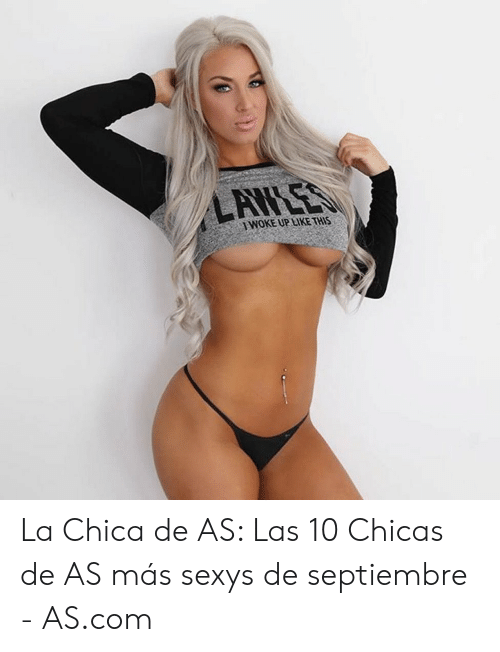 LAWLESS
I WOKE UP LIKE THIS
La Chica de AS: Las 10 Chicas
de AS más sexys de septiembre
- AS.com